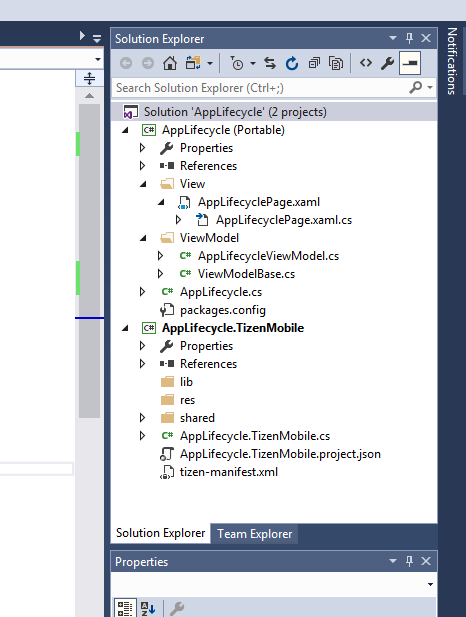 Solution Explorer
Search Solution Explorer (Ctrl+;)
Solution 'AppLifecycle' (2 projects)
C# AppLifecycle (Portable)
Properties
References
View
AppLifecyclePage.xaml
AppLifecyclePage.xaml.cs
ViewModel
C# AppLifecycleViewModel.cs
C# ViewModelBase.cs
C# AppLifecycle.cs
packages.config
C# AppLifecycle.TizenMobile
Properties
References
lib
res
shared
C# AppLifecycle.TizenMobile.cs
AppLifecycle.TizenMobile.project.json
tizen-manifest.xml
Solution Explorer Team Explorer
Properties
Notifications